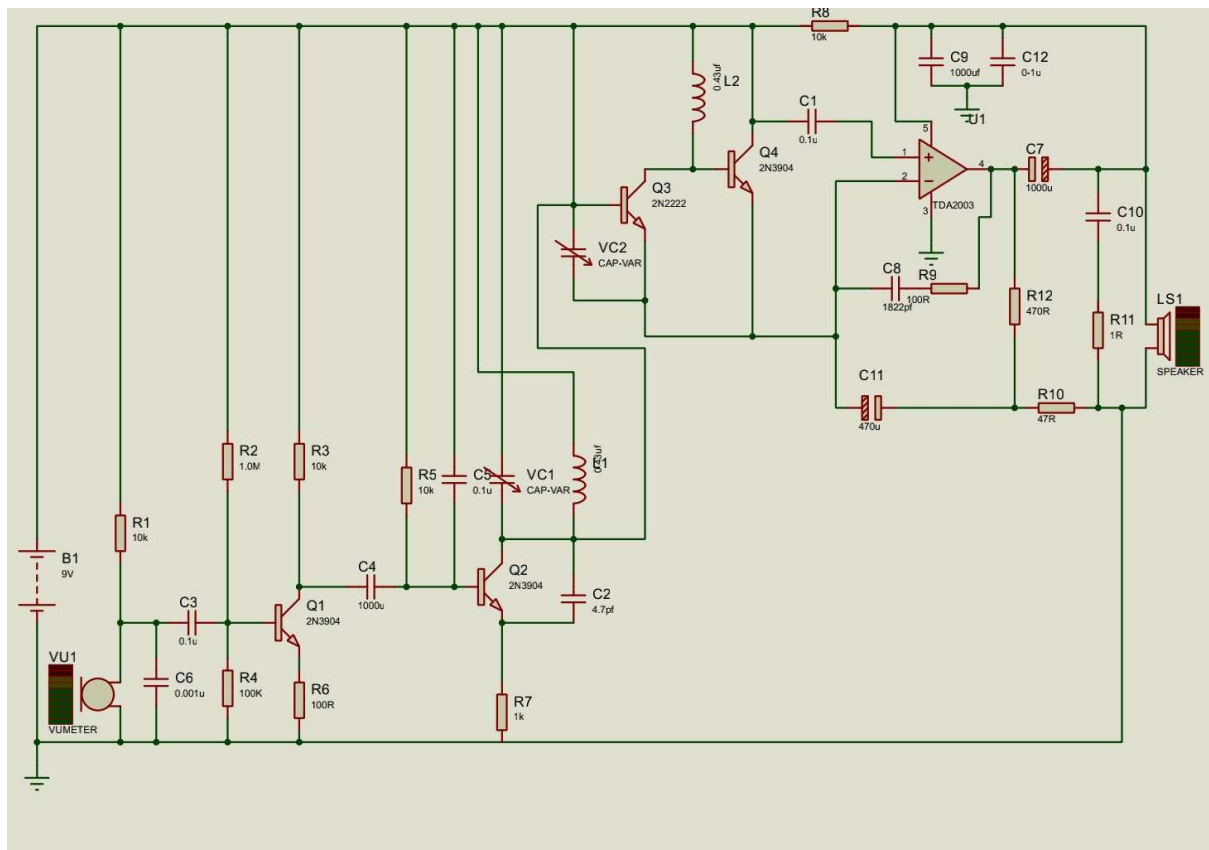 R8
10k
C9
1000uf
C12
0-1u
L2
0.43uf
C1
0.1u
U1
5
1
2
3
4
TDA2003
C7
1000u
Q4
2N3904
Q3
2N2222
C10
0.1u
VC2
CAP-VAR
C8
1822pf
R9
100R
R12
470R
R11
1R
LS1
SPEAKER
C11
470u
R10
47R
R2
1.0M
R3
10k
R5
10k
C5
0.1u
VC1
CAP-VAR
0.43uf
R1
10k
B1
9V
C4
1000u
Q2
2N3904
C2
4.7pf
C3
0.1u
Q1
2N3904
VU1
VUMETER
C6
0.001u
R4
100K
R6
100R
R7
1k